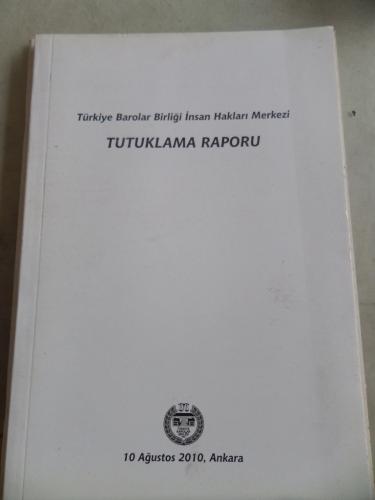 Türkiye Barolar Birliği İnsan Hakları Merkezi
TUTUKLAMA RAPORU
10 Ağustos 2010, Ankara